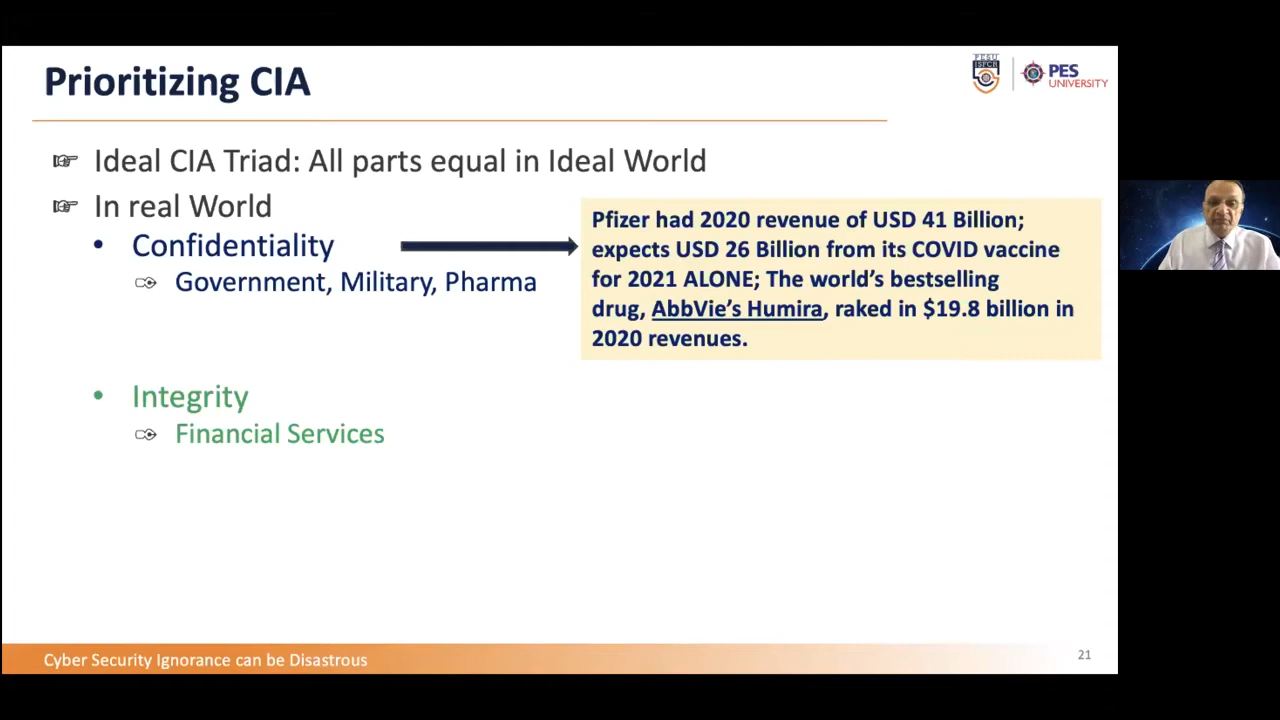 Prioritizing CIA
PESU
ISFCR
PES
UNIVERSITY
Ideal CIA Triad: All parts equal in Ideal World
In real World
• Confidentiality
Government, Military, Pharma
Pfizer had 2020 revenue of USD 41 Billion;
expects USD 26 Billion from its COVID vaccine
for 2021 ALONE; The world’s bestselling
drug, AbbVie’s Humira, raked in $19.8 billion in
2020 revenues.
• Integrity
Financial Services
Cyber Security Ignorance can be Disastrous
21